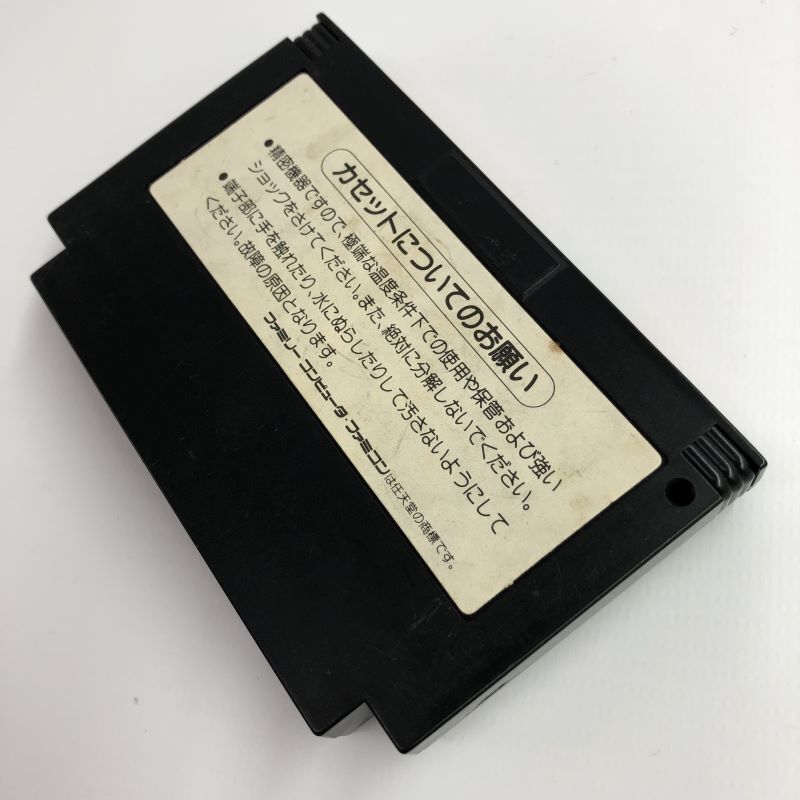 カセットについてのお願い
●精密機器ですので、極端な温度条件下での使用や保管および強い
ショックをさけてください。また、絶対に分解しないでください。
●端子部に手を触れたり、水にぬらしたりして汚さないようにして
ください。故障の原因となります。
ファミリーコンピュータ・ファミコンは任天堂の商標です。